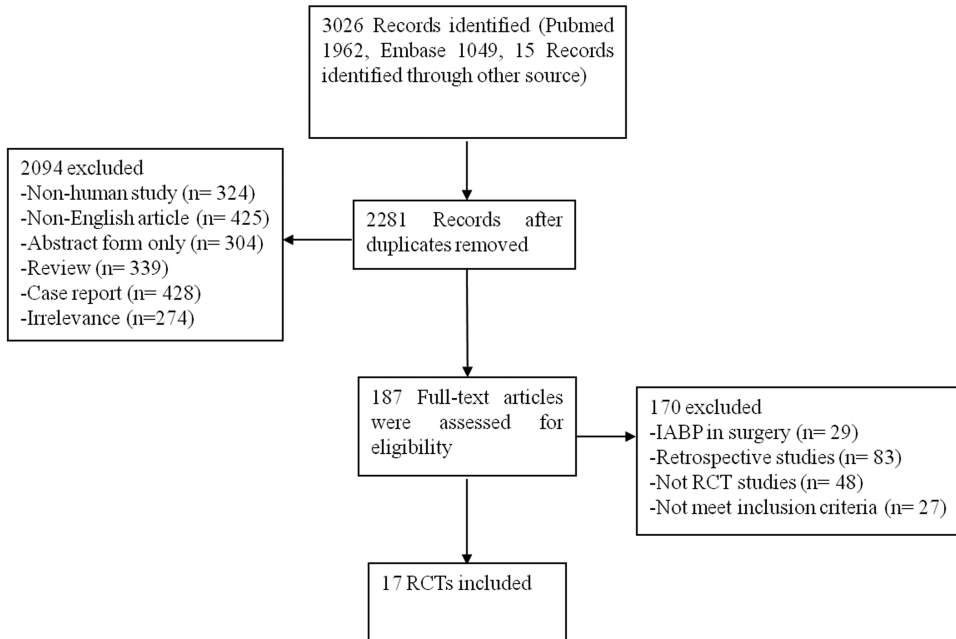 3026 Records identified (Pubmed
1962, Embase 1049, 15 Records
identified through other source)
2094 excluded
-Non-human study (n= 324)
-Non-English article (n= 425)
-Abstract form only (n= 304)
-Review (n= 339)
-Case report (n= 428)
-Irrelevance (n=274)
2281 Records after
duplicates removed
187 Full-text articles
were assessed for
eligibility
170 excluded
-IABP in surgery (n= 29)
-Retrospective studies (n= 83)
-Not RCT studies (n= 48)
-Not meet inclusion criteria (n= 27)
17 RCTs included